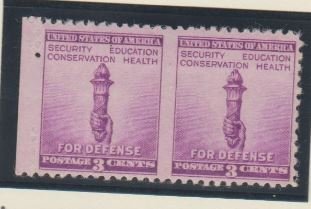 UNITED STATES OF AMERICA
SECURITY EDUCATION
CONSERVATION HEALTH
FOR DEFENSE
POSTAGE 3 CENTS
UNITED STATES OF AMERICA
SECURITY EDUCATION
CONSERVATION HEALTH
FOR DEFENSE
POSTAGE 3 CENTS